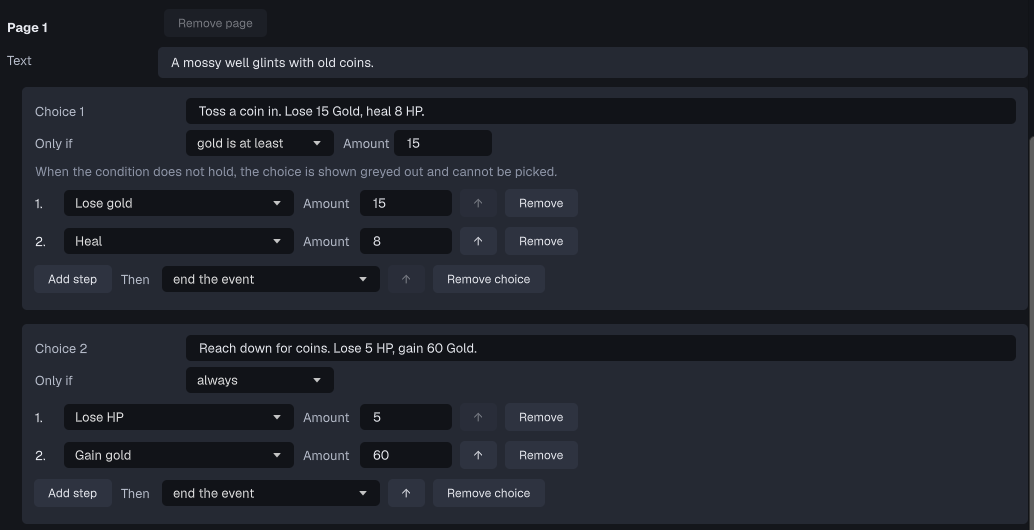 Page 1 Remove page
Text A mossy well glints with old coins.
Choice 1 Toss a coin in. Lose 15 Gold, heal 8 HP.
Only if gold is at least Amount 15
When the condition does not hold, the choice is shown greyed out and cannot be picked.
1. Lose gold Amount 15 ↑ Remove
2. Heal Amount 8 ↑ Remove
Add step Then end the event ↑ Remove choice
Choice 2 Reach down for coins. Lose 5 HP, gain 60 Gold.
Only if always
1. Lose HP Amount 5 ↑ Remove
2. Gain gold Amount 60 ↑ Remove
Add step Then end the event ↑ Remove choice